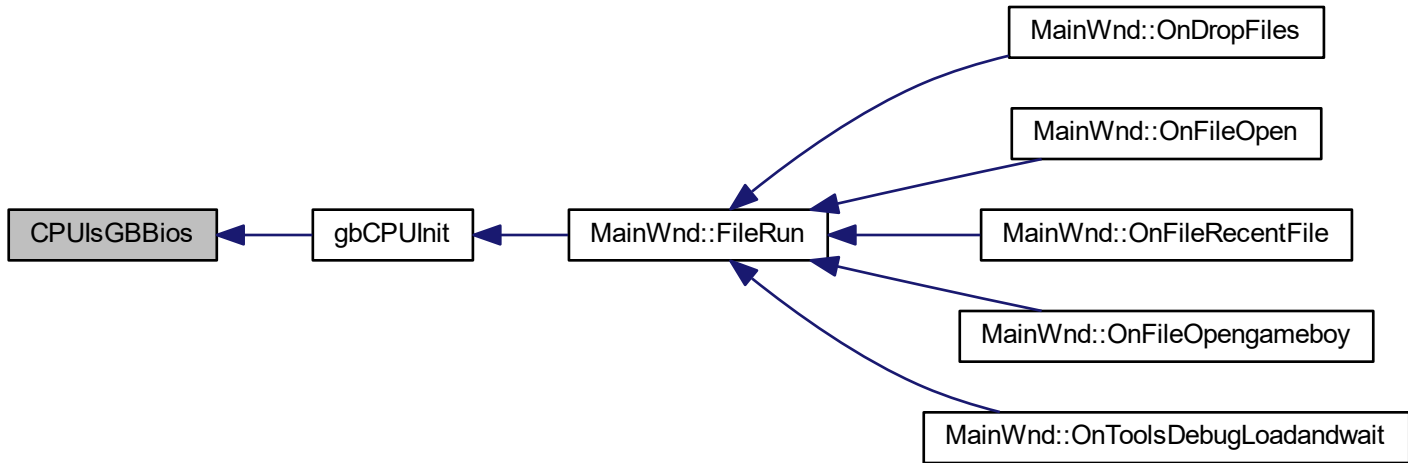 MainWnd::OnDropFiles
MainWnd::OnFileOpen
CPUIsGBBios
gbCPUInit
MainWnd::FileRun
MainWnd::OnFileRecentFile
MainWnd::OnFileOpengameboy
MainWnd::OnToolsDebugLoadandwait